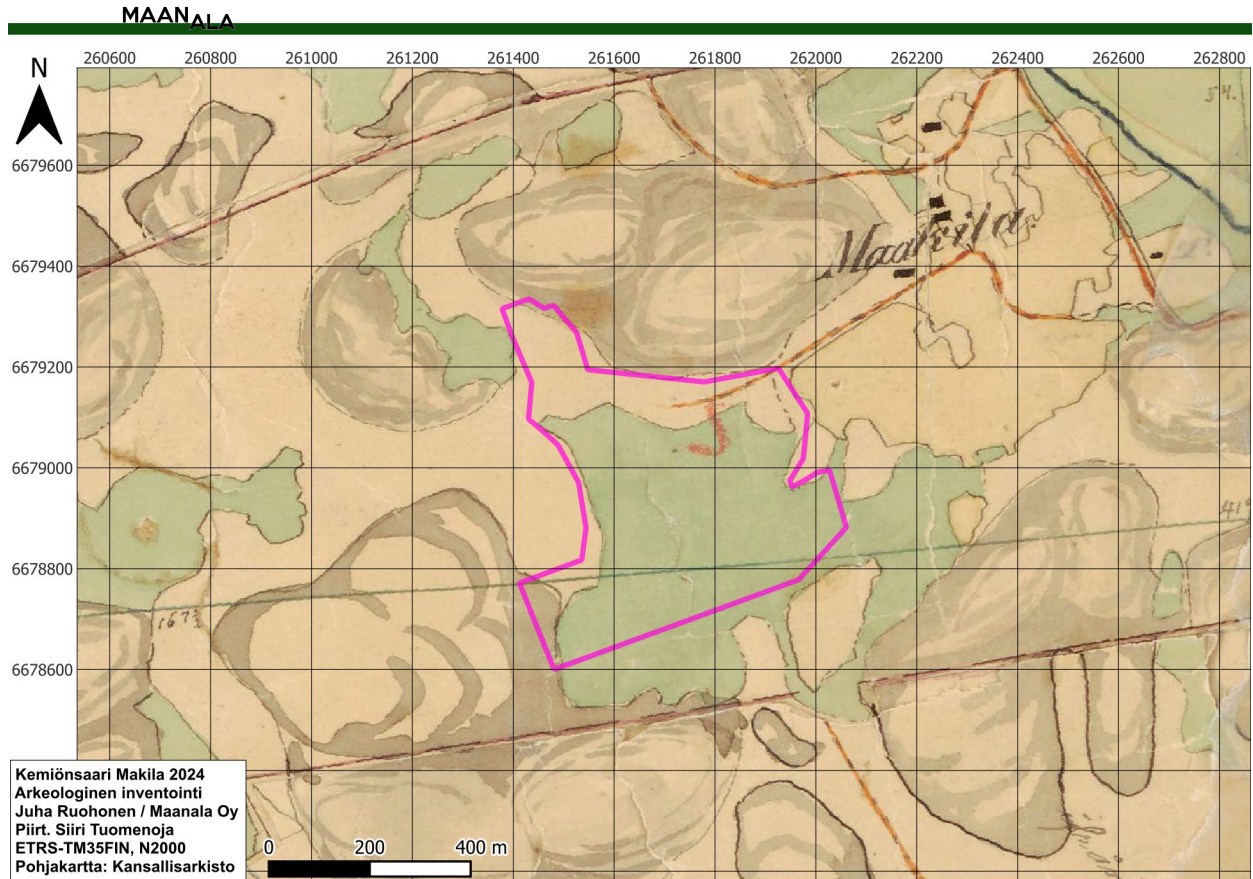 MAANALA
N
260600 260800 261000 261200 261400 261600 261800 262000 262200 262400 262600 262800
54.
6679600
Maakila.
6679400
6679200
6679000
6678800
6678600
Kemiönsaari Makila 2024
Arkeologinen inventointi
Juha Ruohonen / Maanala Oy
Piirt. Siiri Tuomenoja
ETRS-TM35FIN, N2000
Pohjakartta: Kansallisarkisto
0 200 400 m